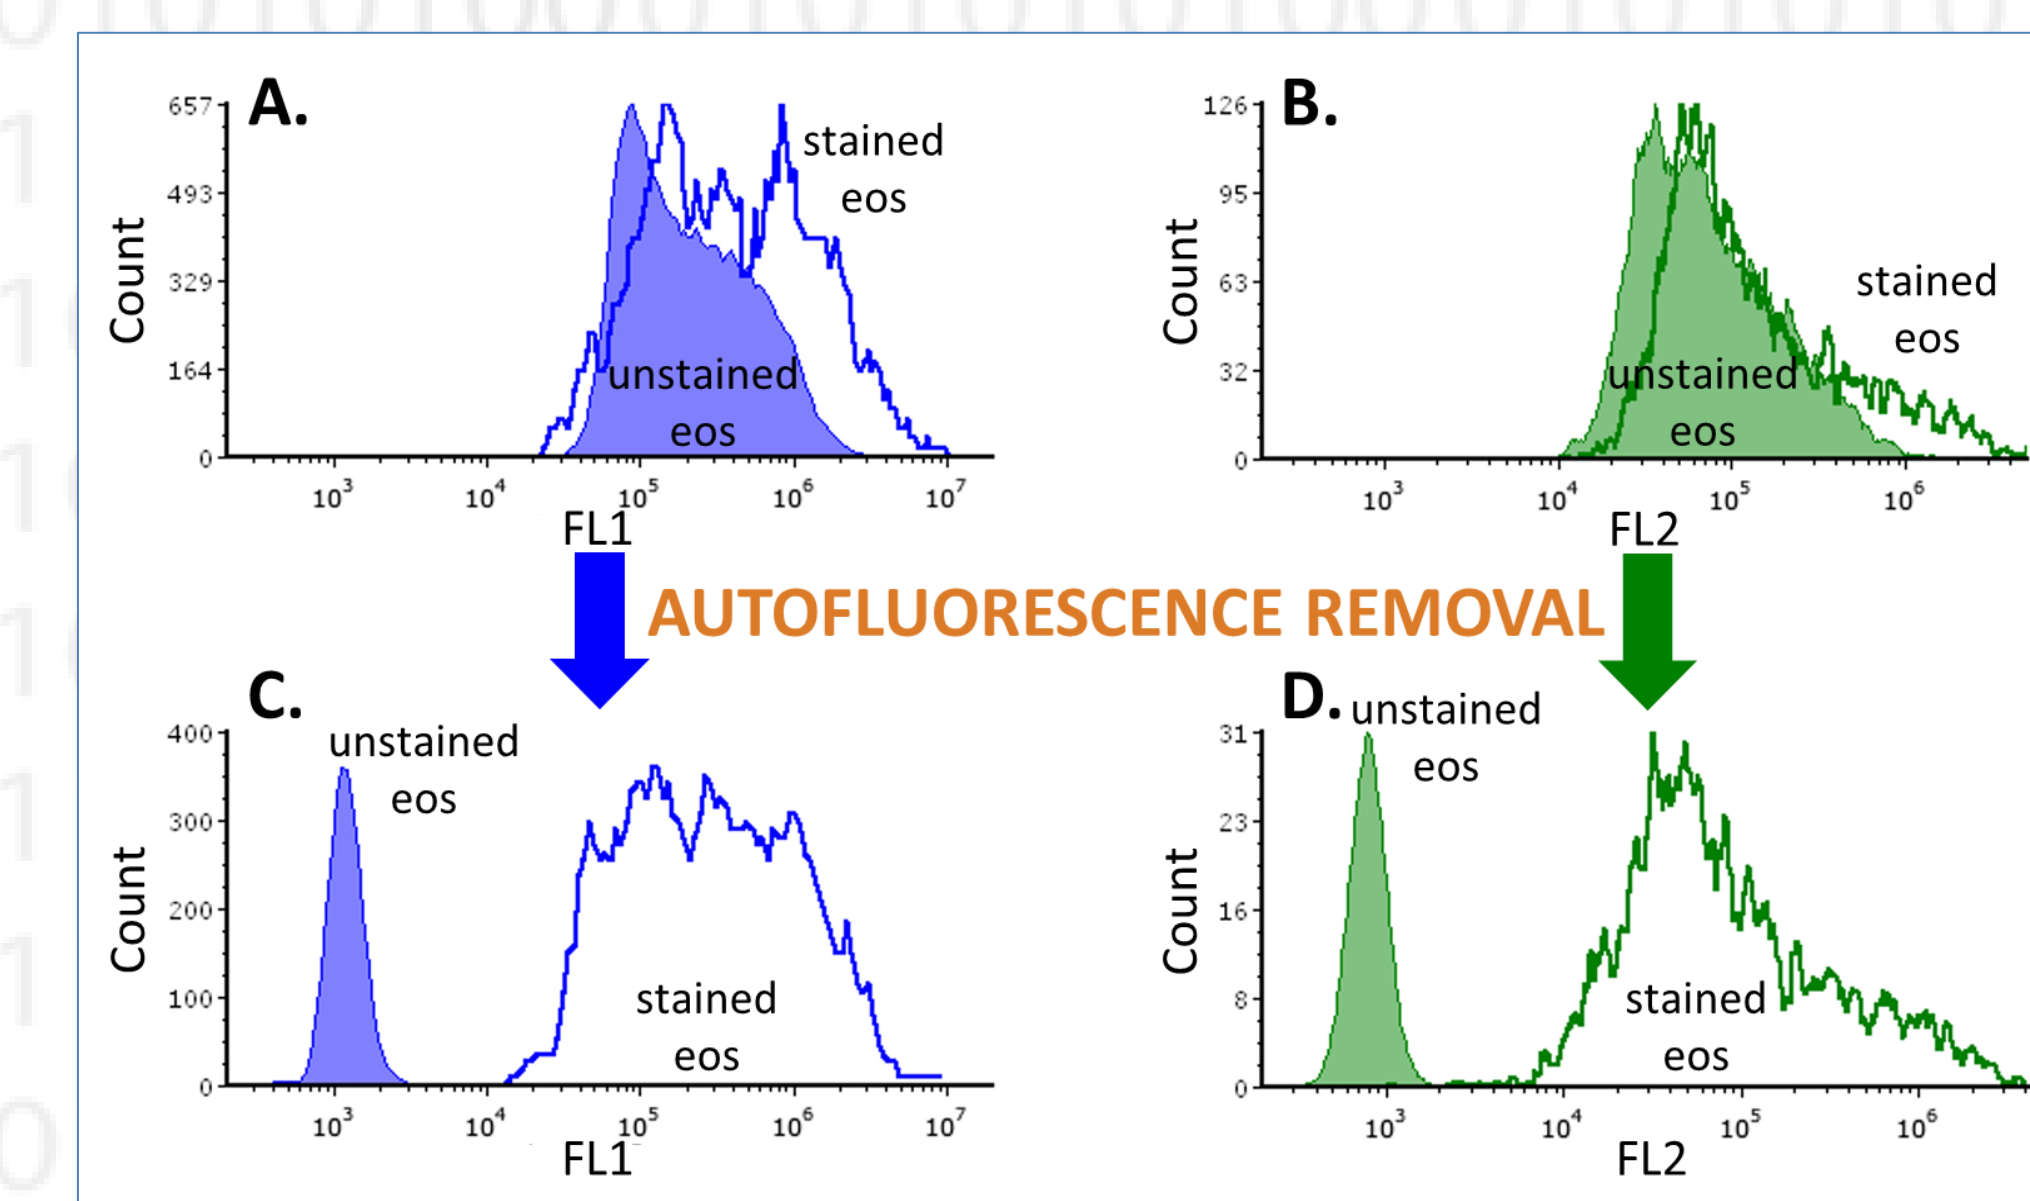 A.
657
493
329
164
0
Count
stained
eos
unstained
eos
10³ 10⁴ 10⁵ 10⁶ 10⁷
FL1
B.
126
95
63
32
0
Count
stained
eos
unstained
eos
10³ 10⁴ 10⁵ 10⁶
FL2
AUTOFLUORESCENCE REMOVAL
C.
400
300
200
100
0
Count
unstained
eos
stained
eos
10³ 10⁴ 10⁵ 10⁶ 10⁷
FL1
D.
31
23
16
8
0
Count
unstained
eos
stained
eos
10³ 10⁴ 10⁵ 10⁶
FL2